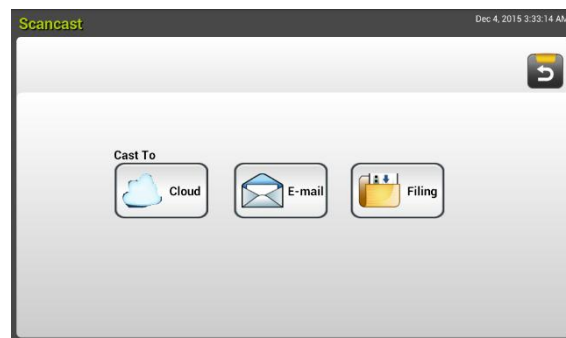 Scancast
Dec 4, 2015 3:33:14 AM
Cast To
Cloud
E-mail
Filing